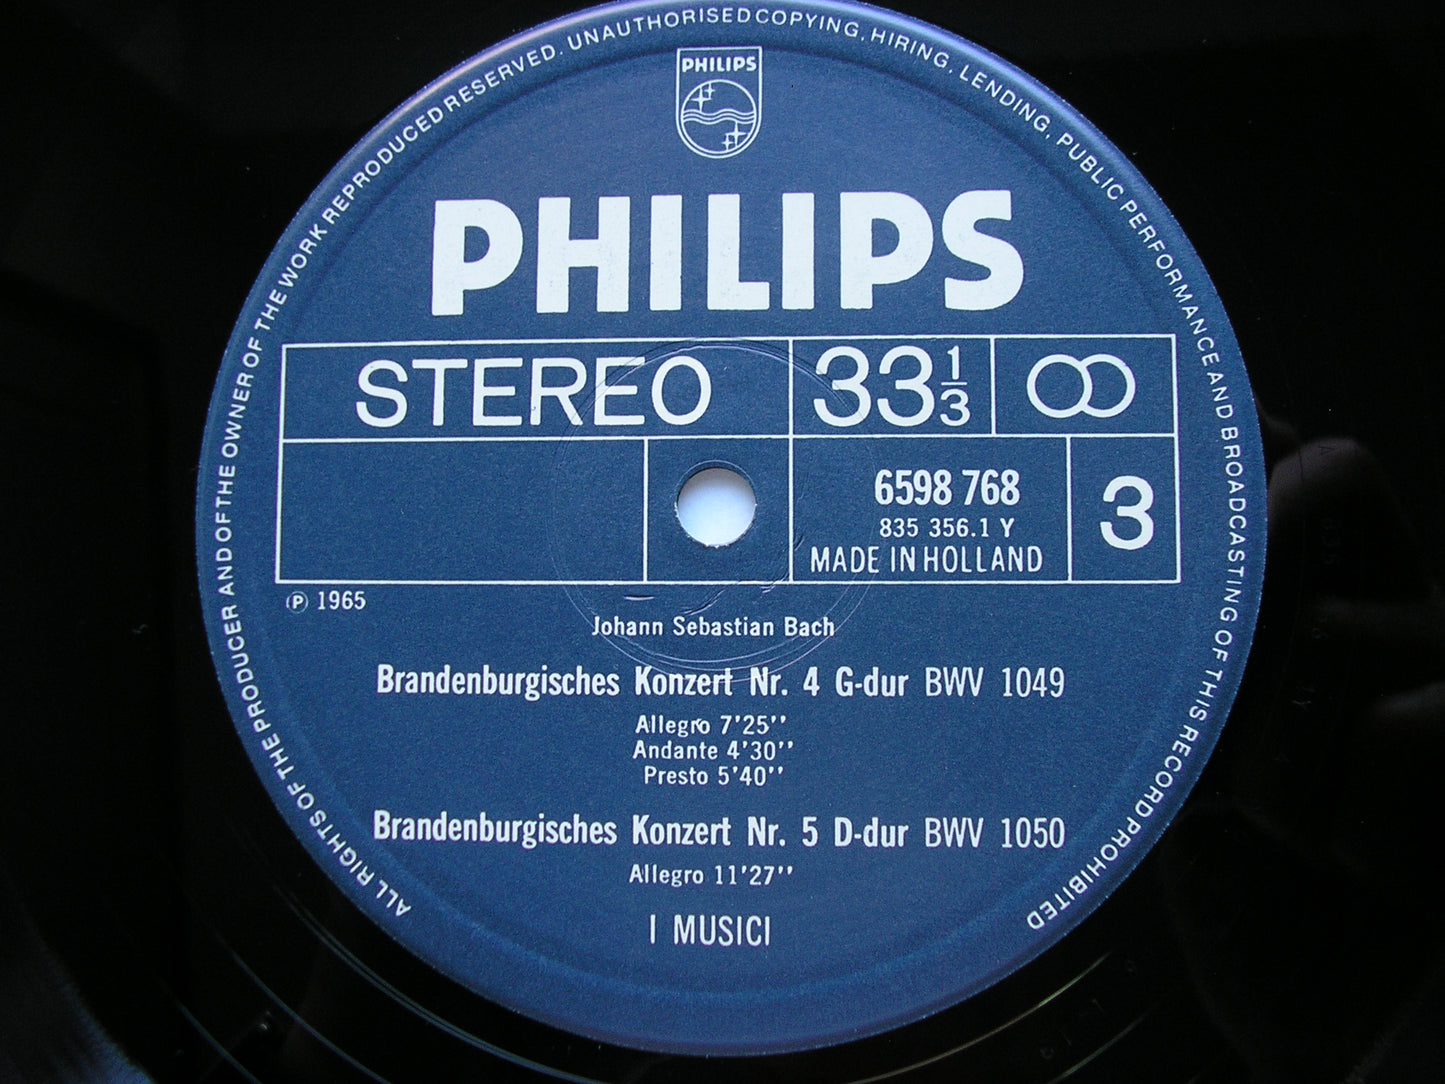 ALL RIGHTS OF THE PRODUCER AND OF THE OWNER OF THE WORK REPRODUCED RESERVED. UNAUTHORISED COPYING, HIRING, LENDING, PUBLIC PERFORMANCE AND BROADCASTING OF THIS RECORD PROHIBITED
PHILIPS
PHILIPS
STEREO 33 1/3
6598 768
835 356.1 Y
MADE IN HOLLAND
3
Ⓟ 1965
Johann Sebastian Bach
Brandenburgisches Konzert Nr. 4 G-dur BWV 1049
Allegro 7'25''
Andante 4'30''
Presto 5'40''
Brandenburgisches Konzert Nr. 5 D-dur BWV 1050
Allegro 11'27''
I MUSICI